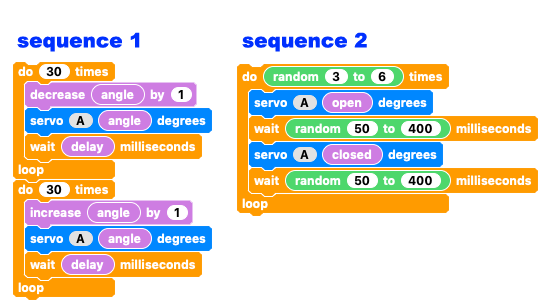 sequence 1
do 30 times
decrease angle by 1
servo A angle degrees
wait delay milliseconds
loop
do 30 times
increase angle by 1
servo A angle degrees
wait delay milliseconds
loop
sequence 2
do random 3 to 6 times
servo A open degrees
wait random 50 to 400 milliseconds
servo A closed degrees
wait random 50 to 400 milliseconds
loop